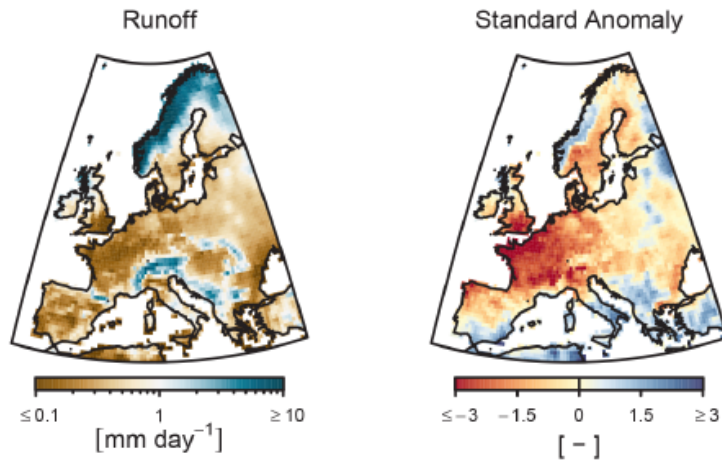 Runoff
Standard Anomaly
≤ 0.1 1 ≥ 10
[mm day⁻¹]
≤−3 −1.5 0 1.5 ≥ 3
[ − ]